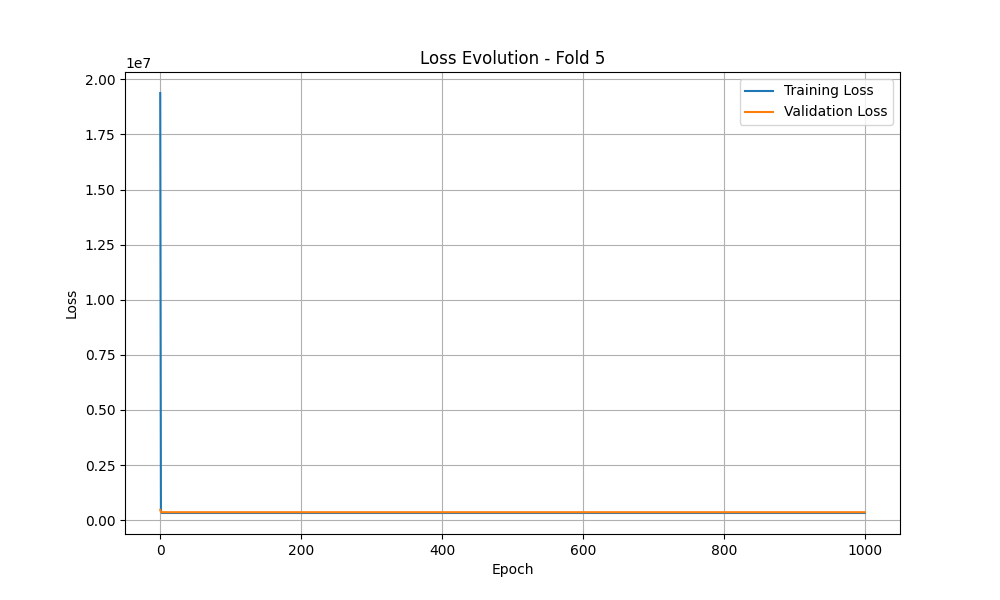 Loss Evolution - Fold 5
1e7
Training Loss
Validation Loss
2.00
1.75
1.50
1.25
1.00
0.75
0.50
0.25
0.00
Loss
0 200 400 600 800 1000
Epoch